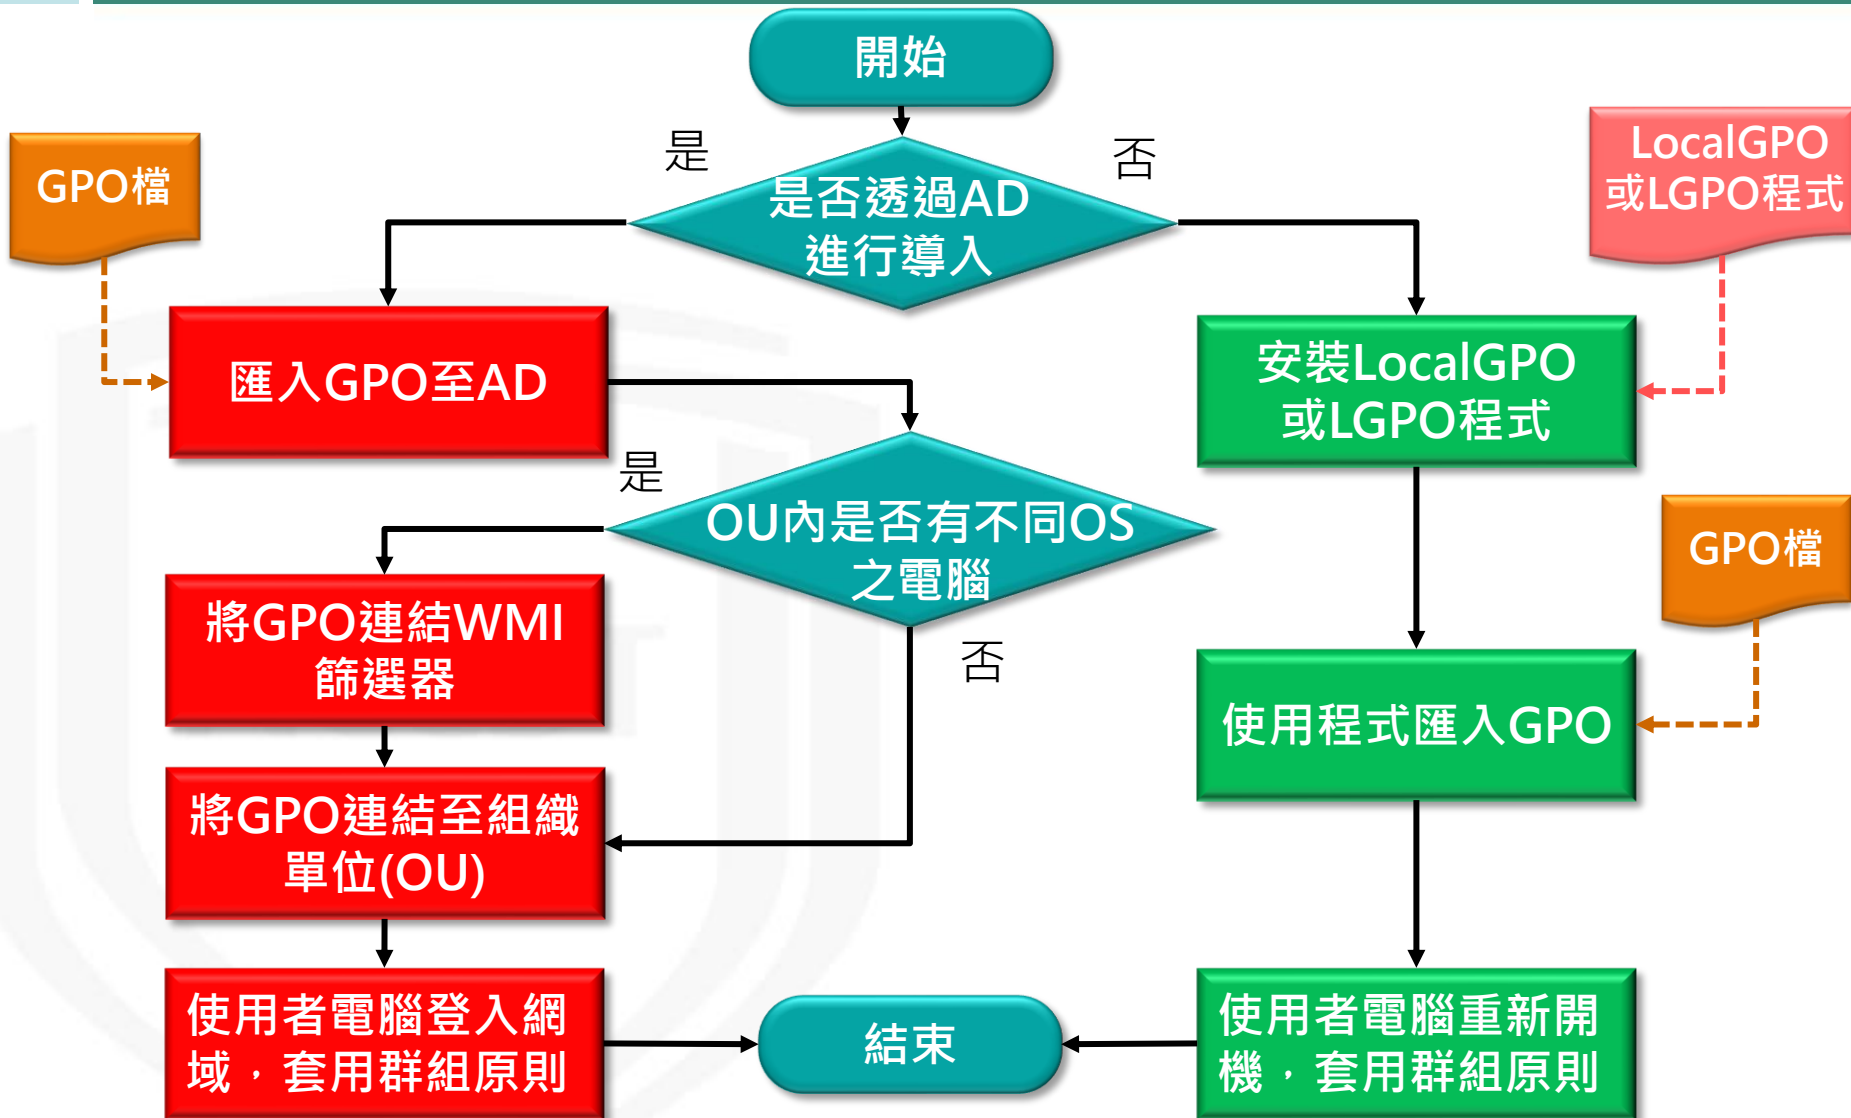 開始
是
否
GPO檔
LocalGPO
或LGPO程式
是否透過AD
進行導入
匯入GPO至AD
安裝LocalGPO
或LGPO程式
是
OU內是否有不同OS
之電腦
GPO檔
將GPO連結WMI
篩選器
否
使用程式匯入GPO
將GPO連結至組織
單位(OU)
使用者電腦登入網
域，套用群組原則
結束
使用者電腦重新開
機，套用群組原則